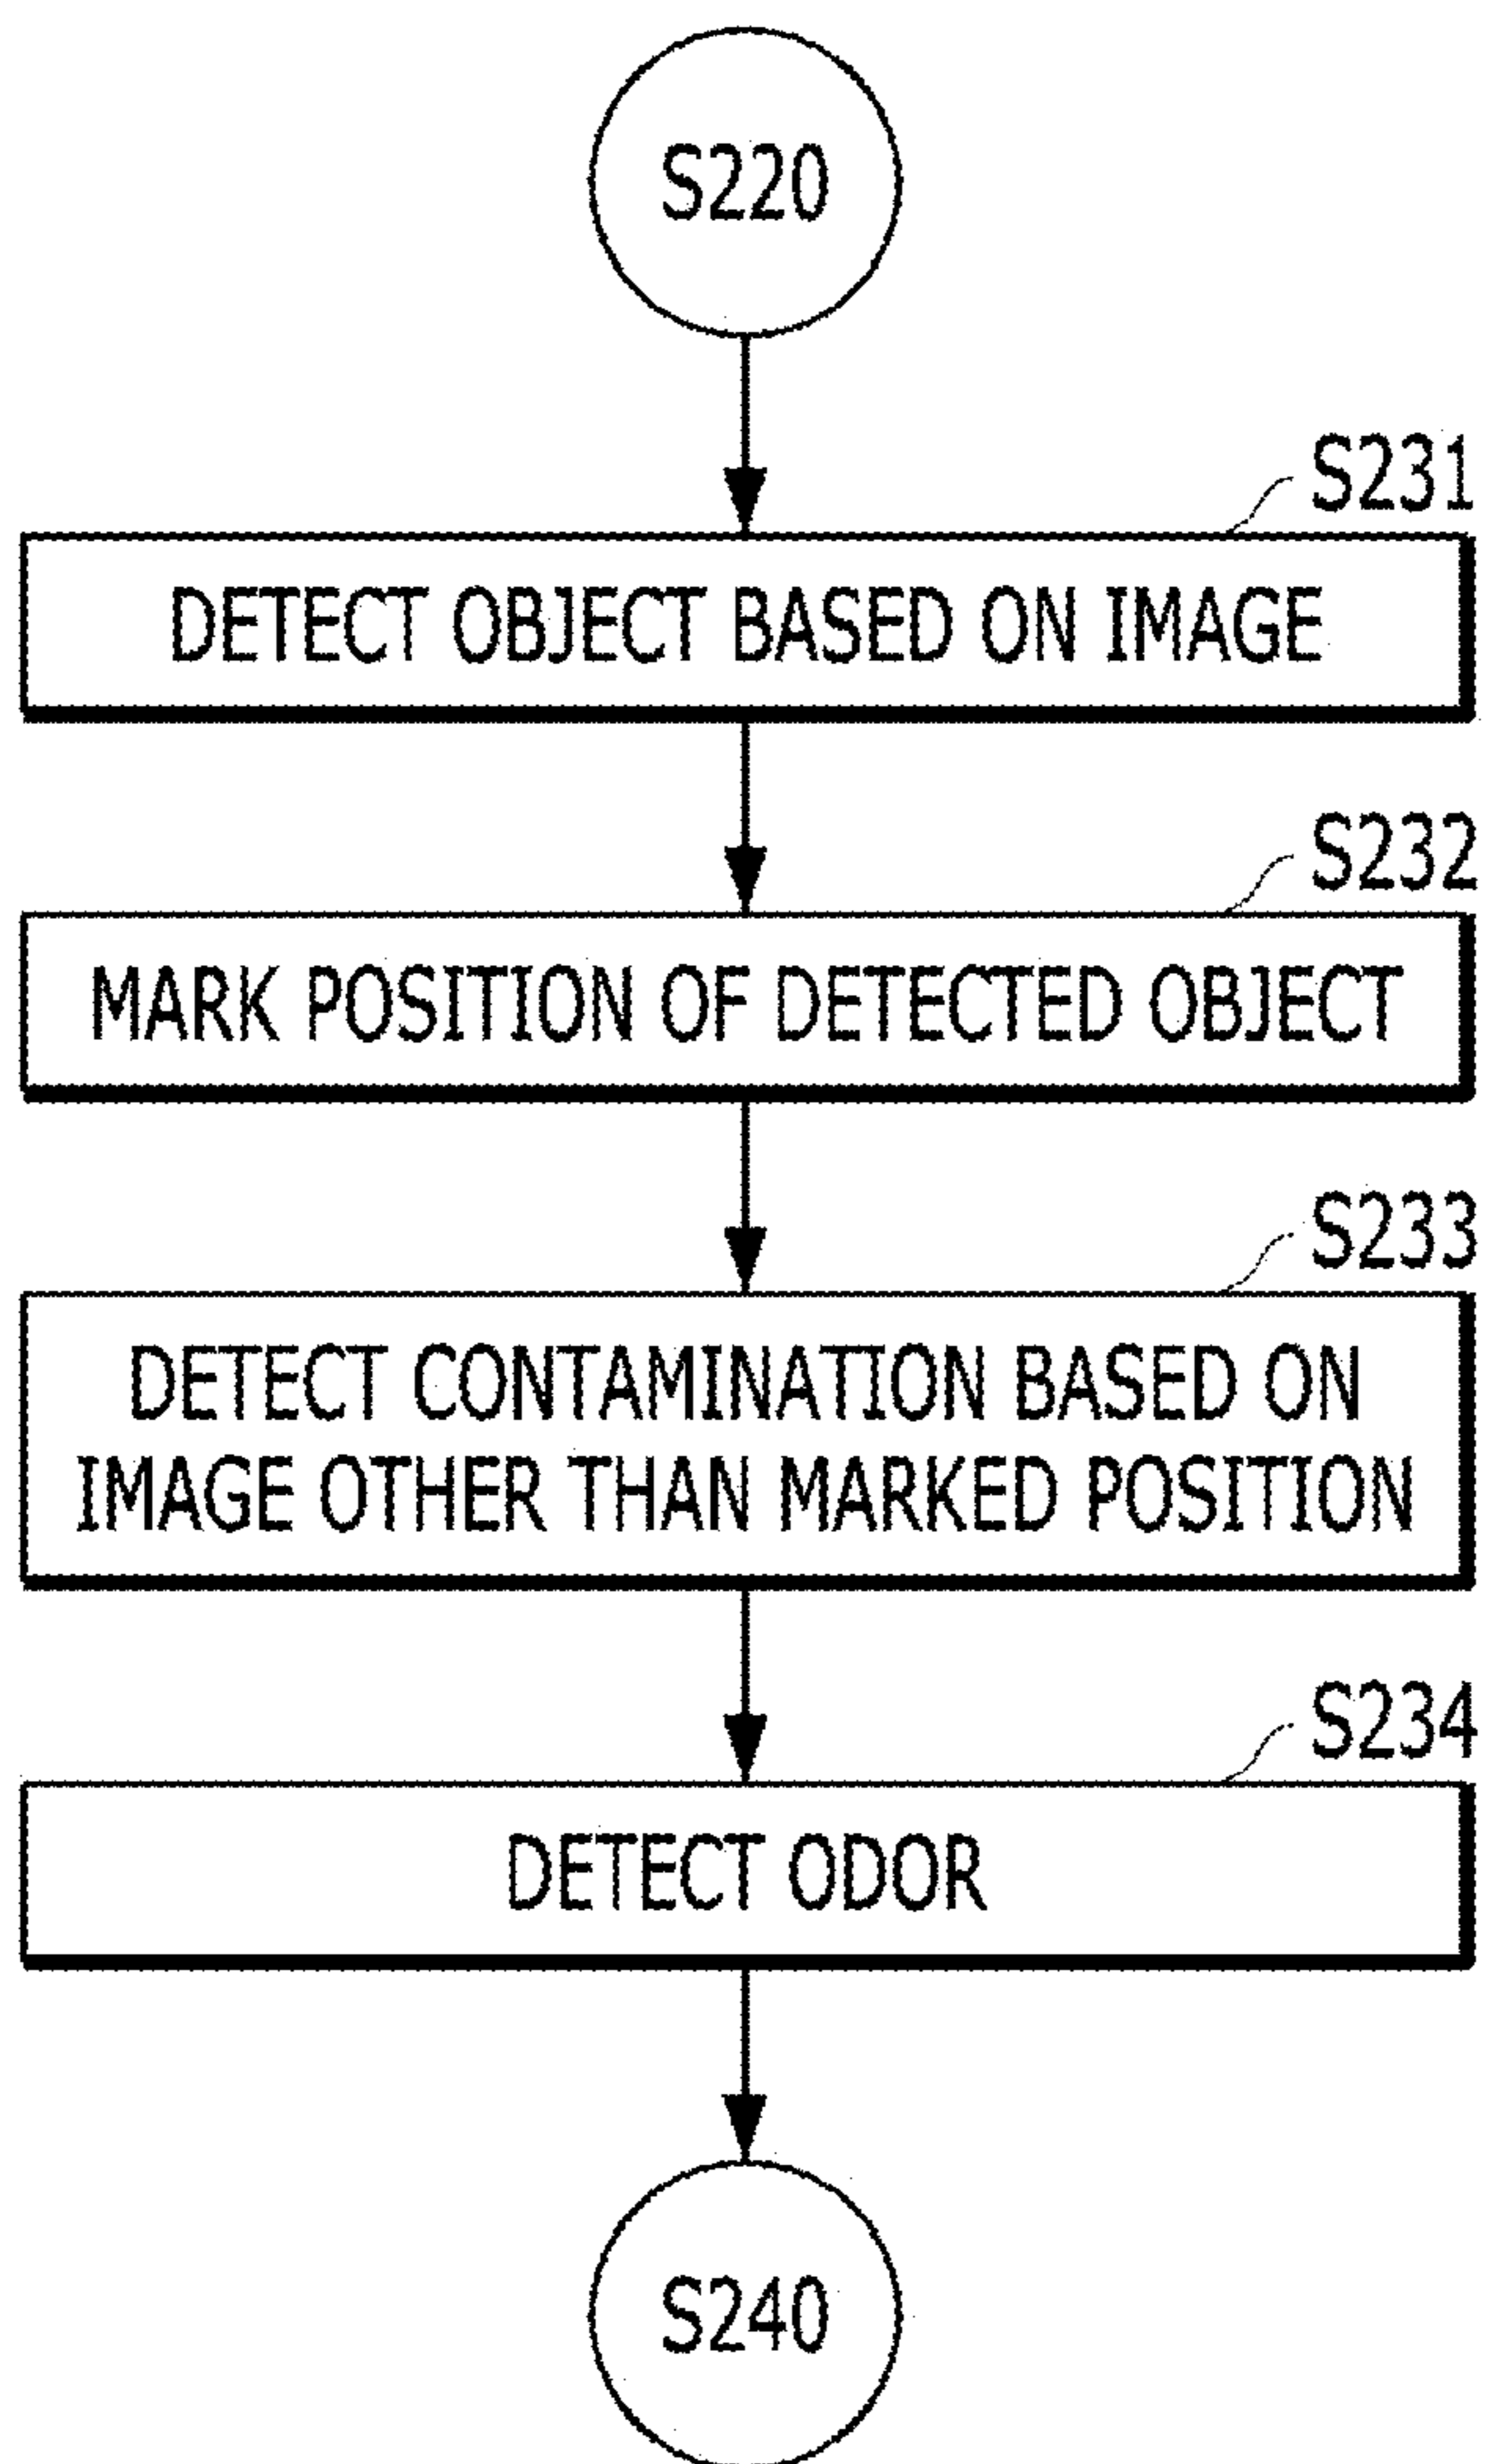 S220
S231
DETECT OBJECT BASED ON IMAGE
S232
MARK POSITION OF DETECTED OBJECT
S233
DETECT CONTAMINATION BASED ON
IMAGE OTHER THAN MARKED POSITION
S234
DETECT ODOR
S240